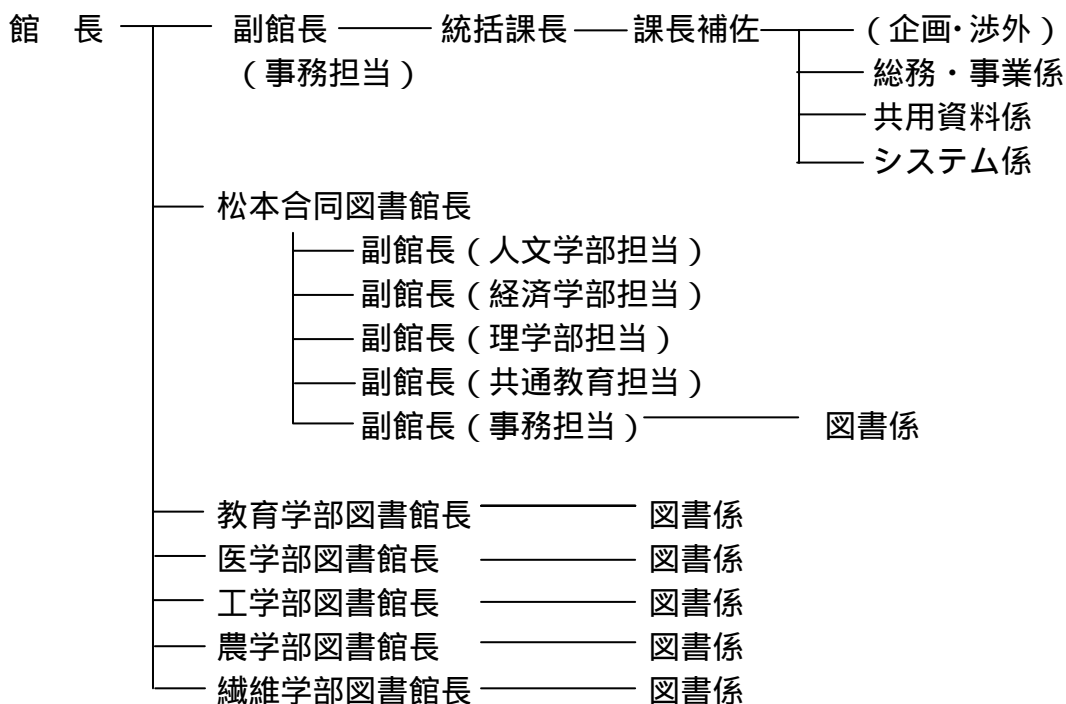 館　長　副館長　統括課長　課長補佐　(企画・渉外)
(事務担当)　総務・事業係
共用資料係
システム係
松本合同図書館長
副館長(人文学部担当)
副館長(経済学部担当)
副館長(理学部担当)
副館長(共通教育担当)
副館長(事務担当)　図書係
教育学部図書館長　図書係
医学部図書館長　図書係
工学部図書館長　図書係
農学部図書館長　図書係
繊維学部図書館長　図書係